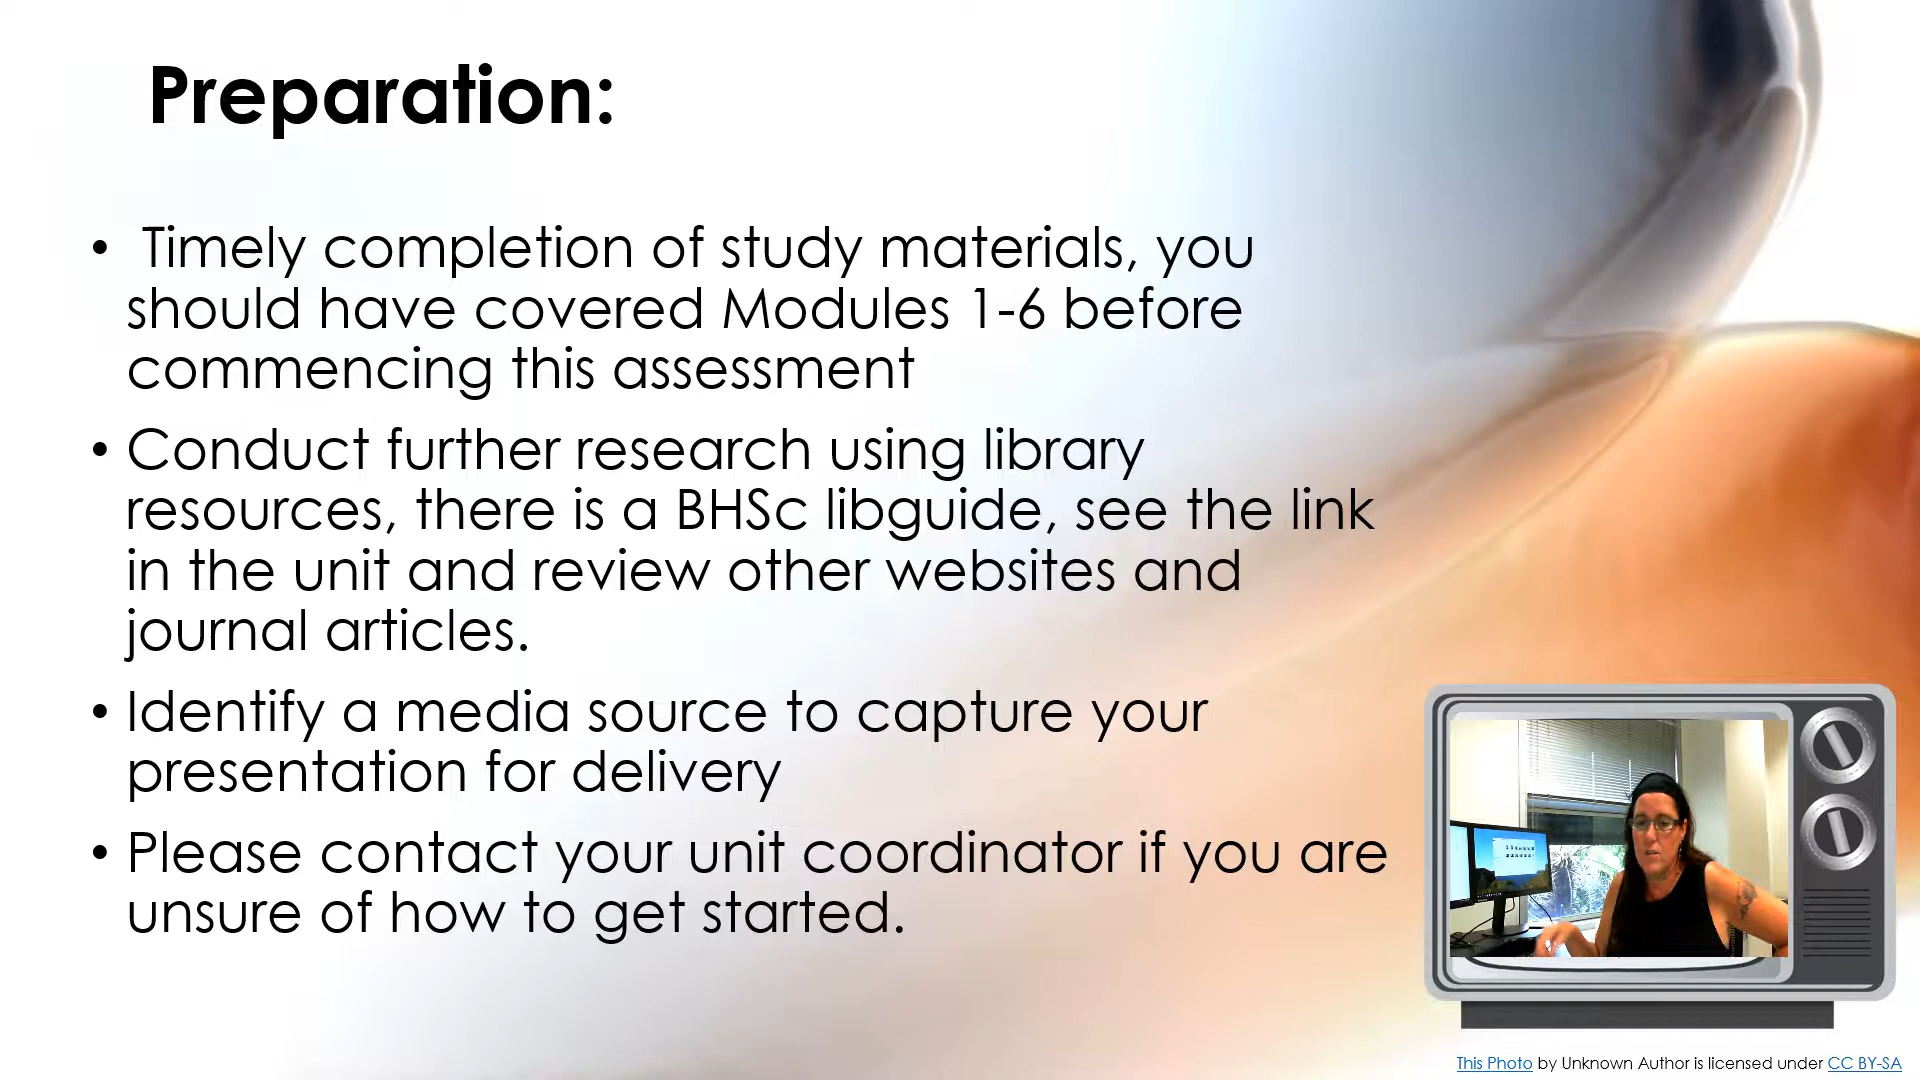 Preparation:
• Timely completion of study materials, you
should have covered Modules 1-6 before
commencing this assessment
• Conduct further research using library
resources, there is a BHSc libguide, see the link
in the unit and review other websites and
journal articles.
• Identify a media source to capture your
presentation for delivery
• Please contact your unit coordinator if you are
unsure of how to get started.
This Photo by Unknown Author is licensed under CC BY-SA